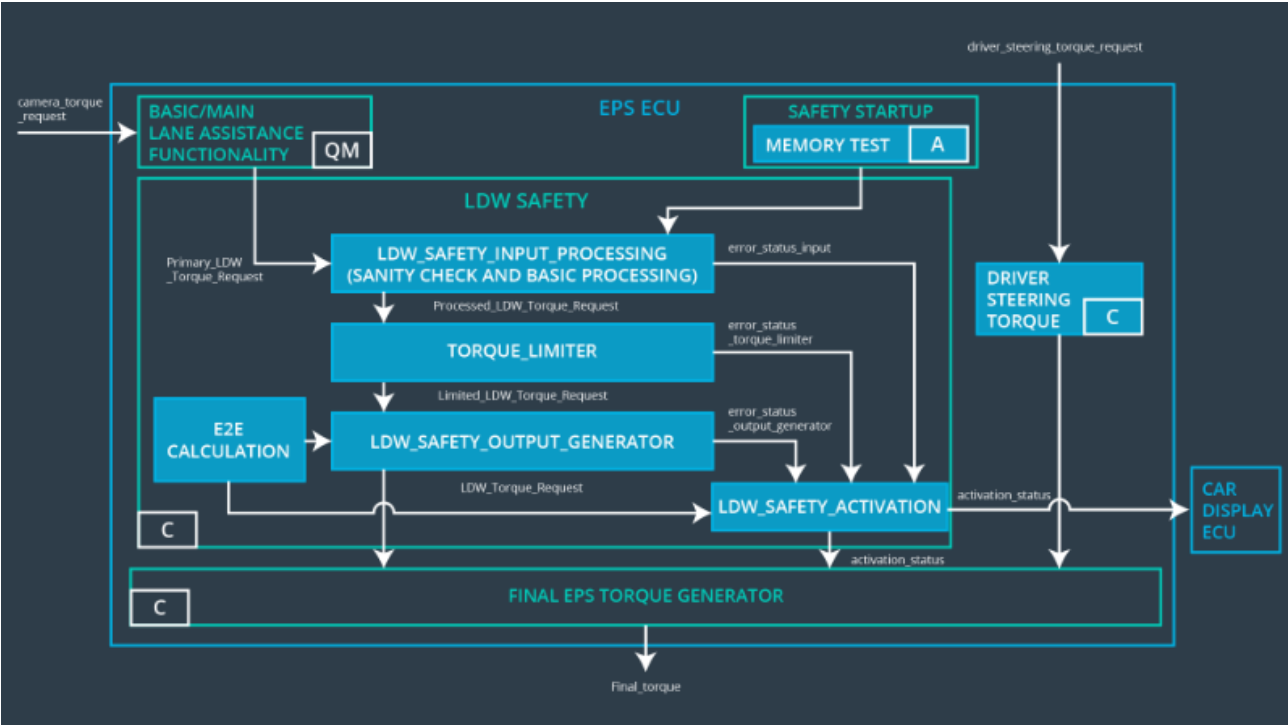 driver_steering_torque_request
camera_torque
_request
EPS ECU
BASIC/MAIN
LANE ASSISTANCE
FUNCTIONALITY
QM
SAFETY STARTUP
MEMORY TEST
A
LDW SAFETY
Primary_LDW
_Torque_Request
LDW_SAFETY_INPUT_PROCESSING
(SANITY CHECK AND BASIC PROCESSING)
error_status_input
DRIVER
STEERING
TORQUE
C
Processed_LDW_Torque_Request
TORQUE_LIMITER
error_status
_torque_limiter
Limited_LDW_Torque_Request
E2E
CALCULATION
LDW_SAFETY_OUTPUT_GENERATOR
error_status
_output_generator
LDW_Torque_Request
LDW_SAFETY_ACTIVATION
activation_status
CAR
DISPLAY
ECU
C
activation_status
C
FINAL EPS TORQUE GENERATOR
Final_torque